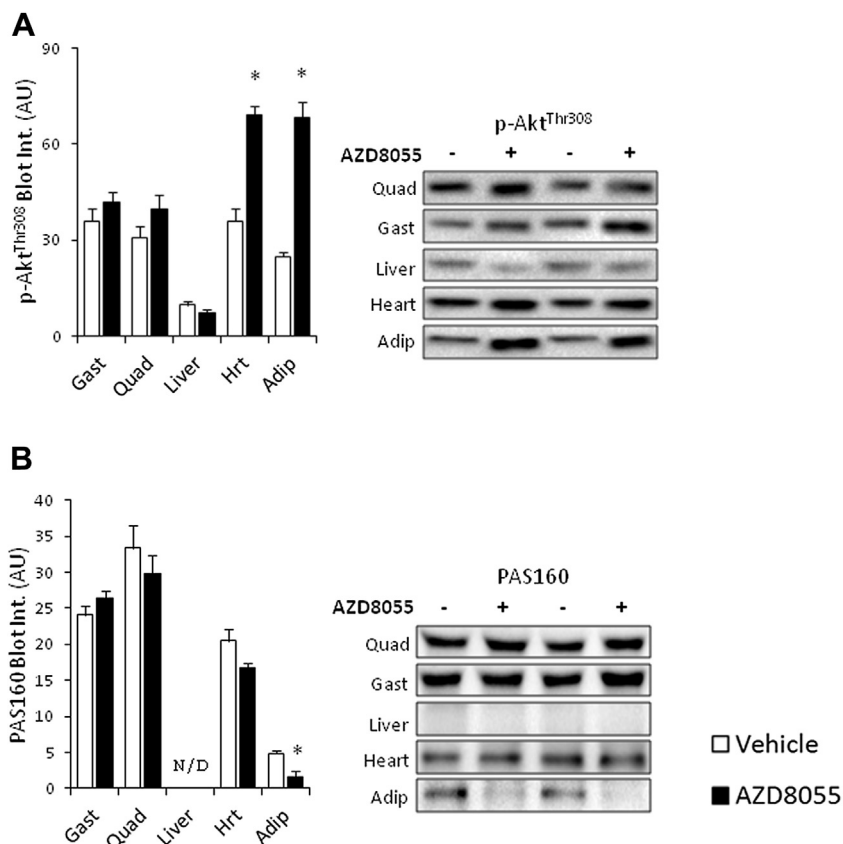 A
p-AktThr308 Blot Int. (AU)
90
60
30
0
* *
Gast Quad Liver Hrt Adip
p-AktThr308
AZD8055 - + - +
Quad
Gast
Liver
Heart
Adip
B
PAS160 Blot Int. (AU)
40
35
30
25
20
15
10
5
0
N/D
*
Gast Quad Liver Hrt Adip
PAS160
AZD8055 - + - +
Quad
Gast
Liver
Heart
Adip
Vehicle
AZD8055